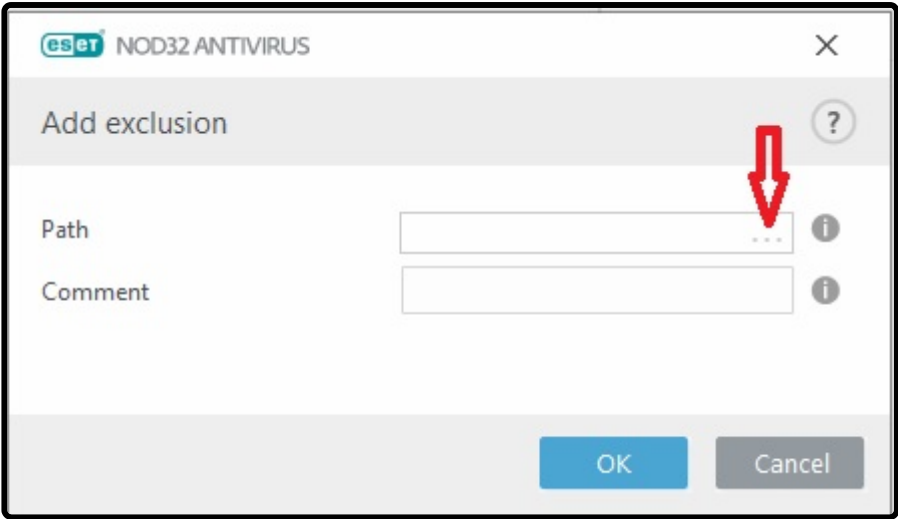 eset NOD32 ANTIVIRUS
Add exclusion
?
Path
...
i
Comment
i
OK
Cancel